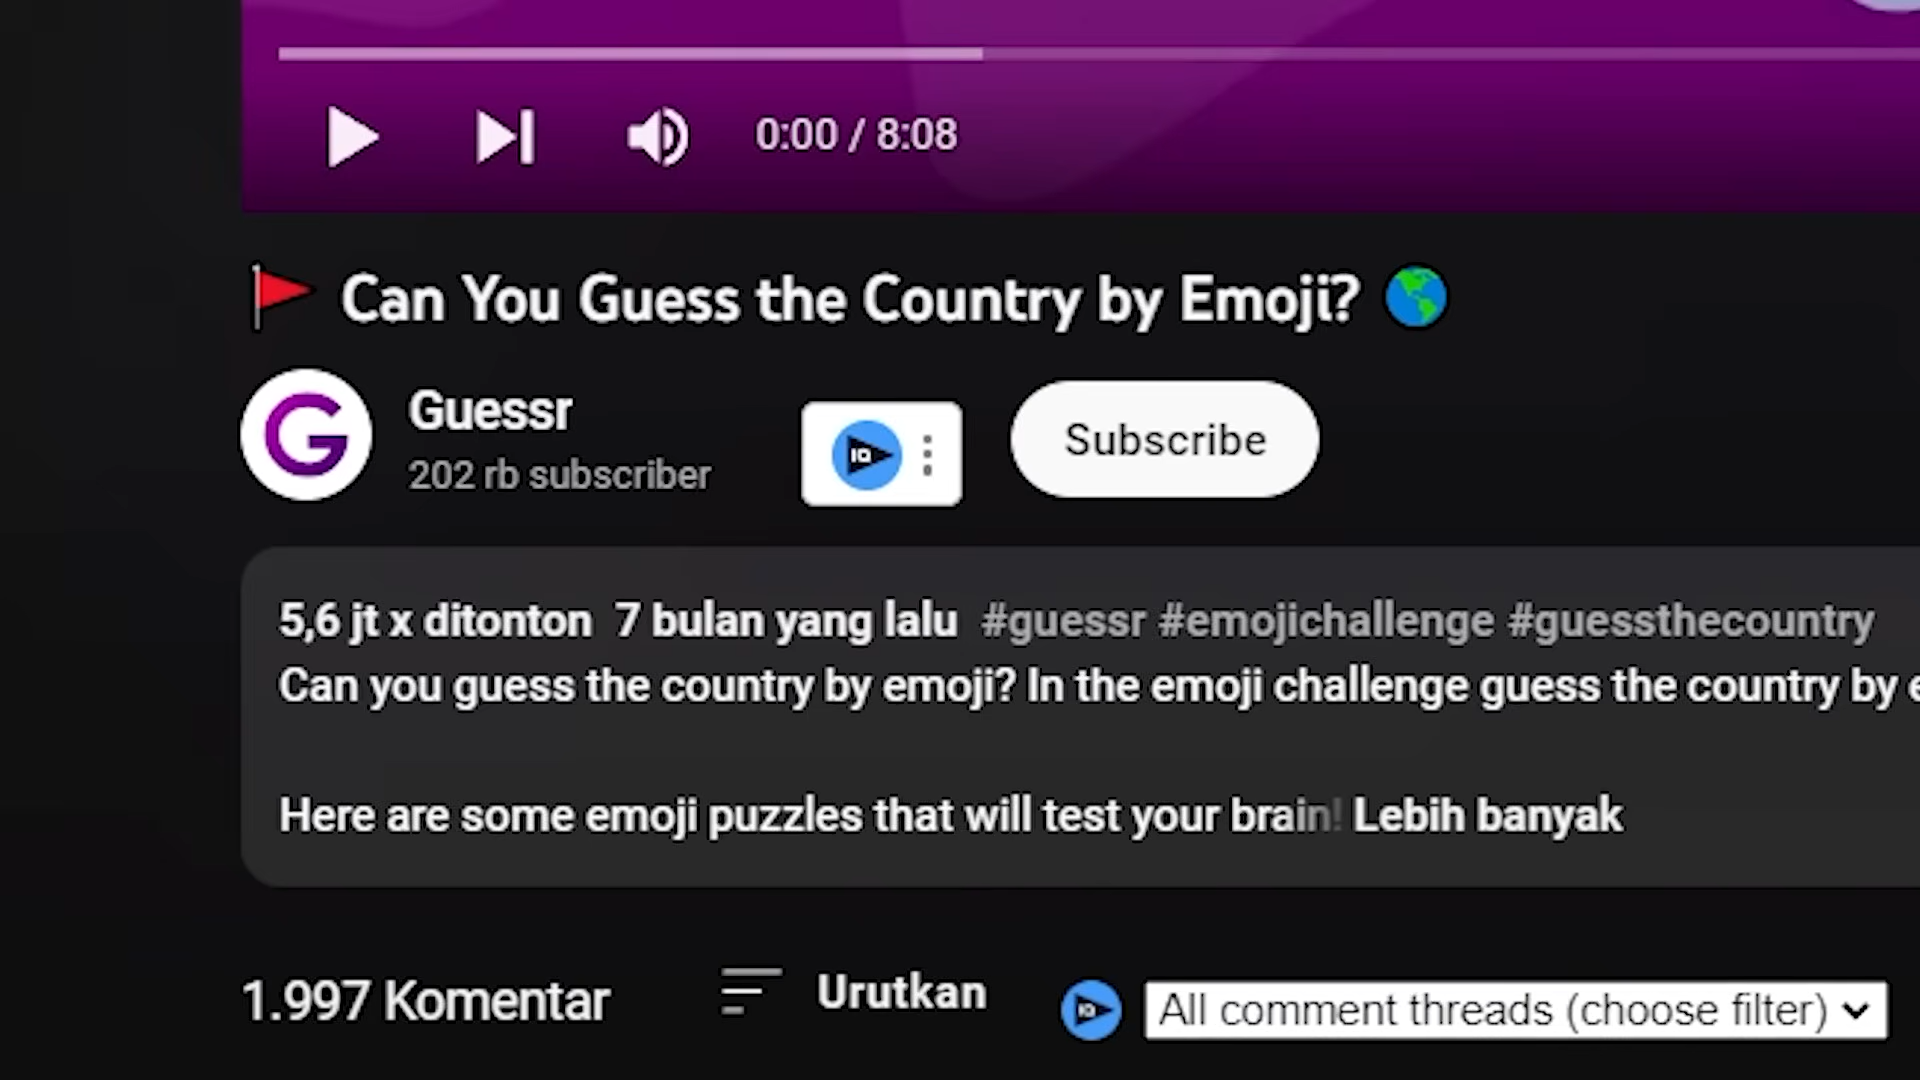 0:00 / 8:08
🚩 Can You Guess the Country by Emoji? 🌎
Guessr
202 rb subscriber
Subscribe
5,6 jt x ditonton 7 bulan yang lalu #guessr #emojichallenge #guessthecountry
Can you guess the country by emoji? In the emoji challenge guess the country by
Here are some emoji puzzles that will test your brain! Lebih banyak
1.997 Komentar
Urutkan
All comment threads (choose filter)